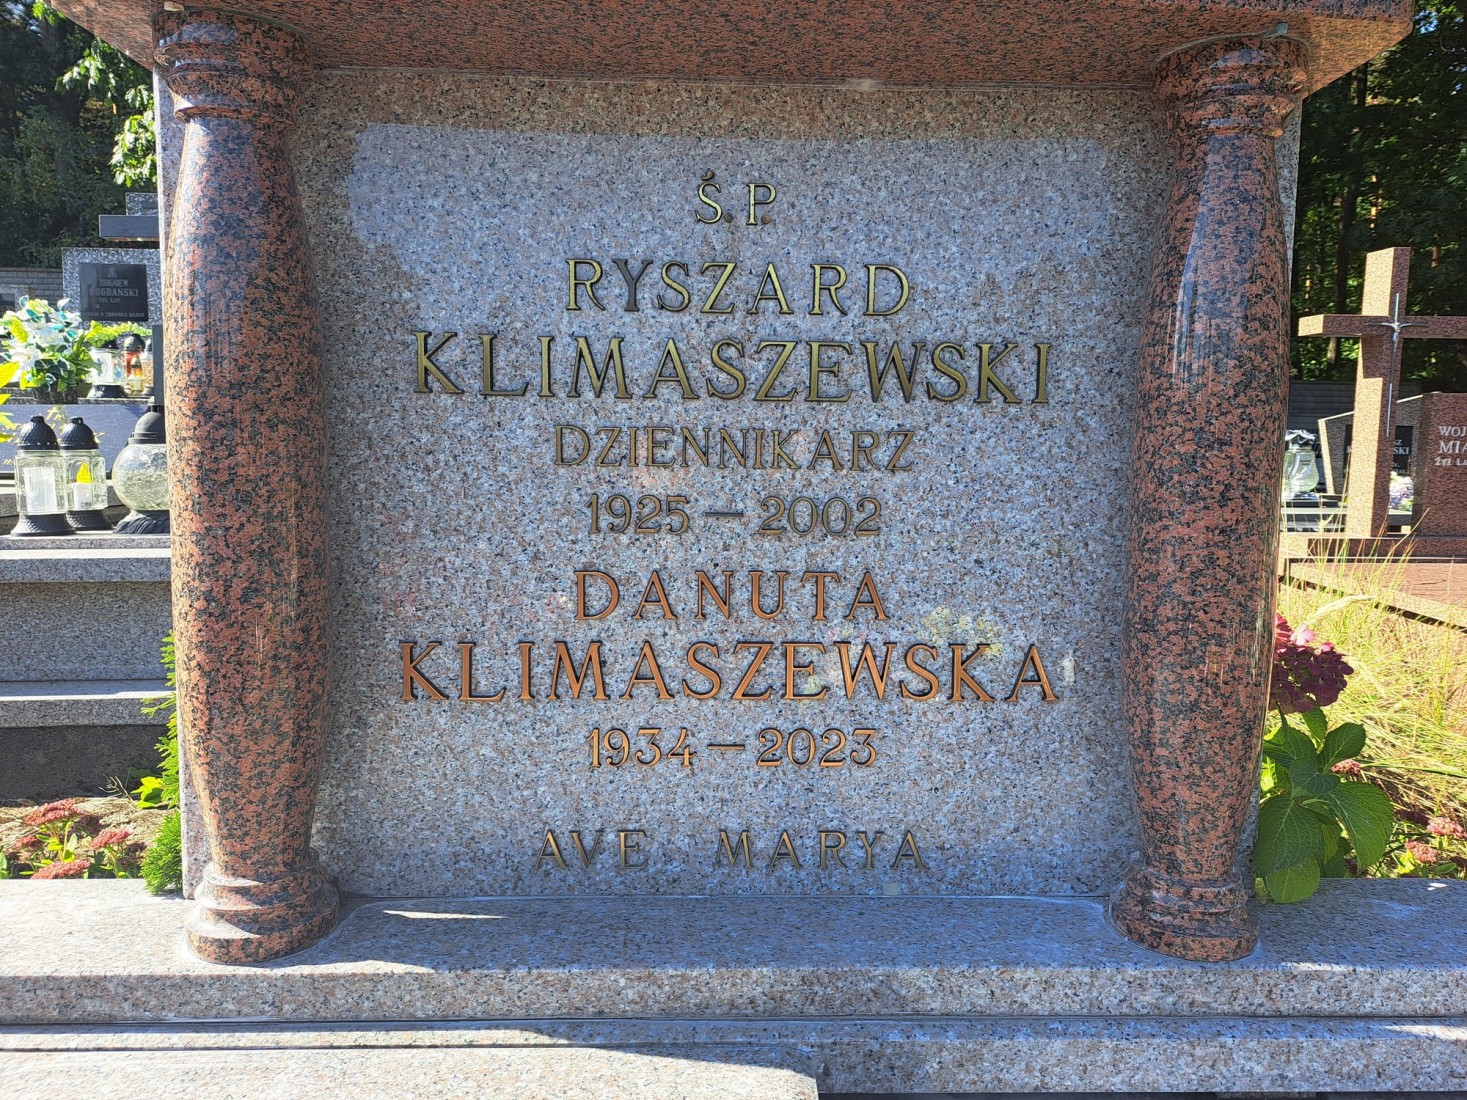 Ś.P.
RYSZARD
KLIMASZEWSKI
DZIENNIKARZ
1925 – 2002
DANUTA
KLIMASZEWSKA
1934 – 2023
AVE MARYA